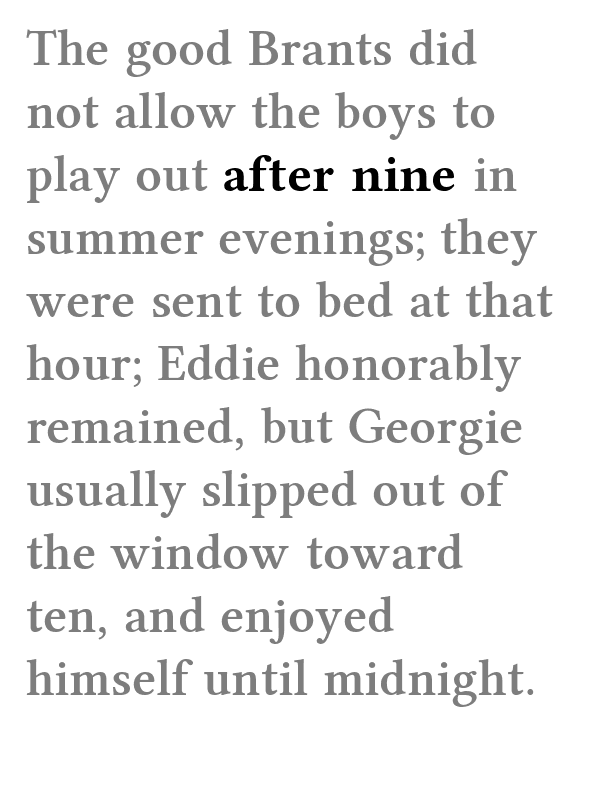 The good Brants did
not allow the boys to
play out after nine in
summer evenings; they
were sent to bed at that
hour; Eddie honorably
remained, but Georgie
usually slipped out of
the window toward
ten, and enjoyed
himself until midnight.